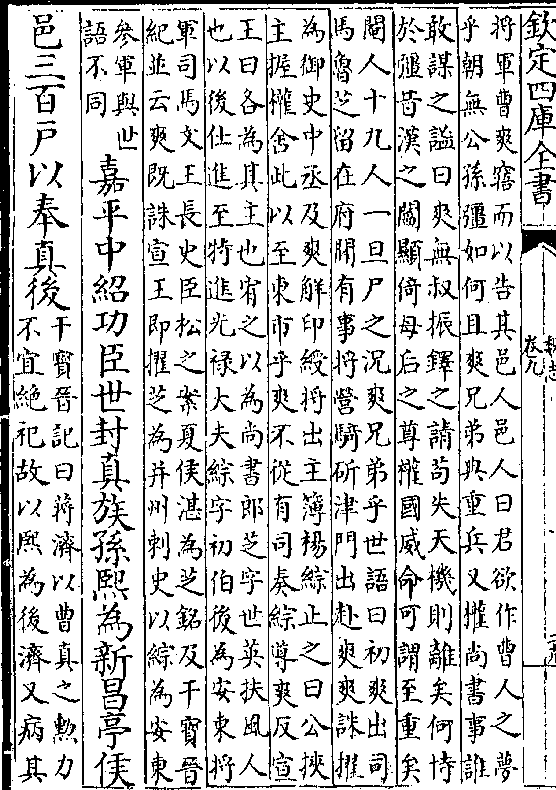 欽定四庫全書
魏志
卷九
將軍曹爽寤而以告其邑人邑人曰君欲作曹人之夢
乎朝無公孫彊如何且爽兄弟典重兵又握尚書事誰
敢謀之謐曰爽無叔振鐸之請苟失天機則離矣何恃
於彊昔漢之閻顯倚母后之尊權國威命可謂至重矣
閹人十九人一旦尸之况爽兄弟乎世語曰初爽出司
馬魯芝留在府聞有事將營騎斫津門出赴爽爽誅擢
為御史中丞及爽解印綬將出主簿楊綜止之曰公挾
主握權舍此以至東市乎爽不從有司奏綜導爽反宣
王曰各為其主也宥之以為尚書郎芝字世英扶風人
也以後仕進至特進光祿大夫綜字初伯後為安東將
軍司馬文王長史臣松之案夏侯湛為芝銘及干寶晉
紀並云爽既誅宣王即擢芝為并州刺史以綜為安東
參軍與世
語不同
嘉平中紹功臣世封真族孫熙為新昌亭侯
邑三百戸以奉真後
干寶晉記曰蔣濟以曹真之勲力
不宜絶祀故以熙為後濟又病其